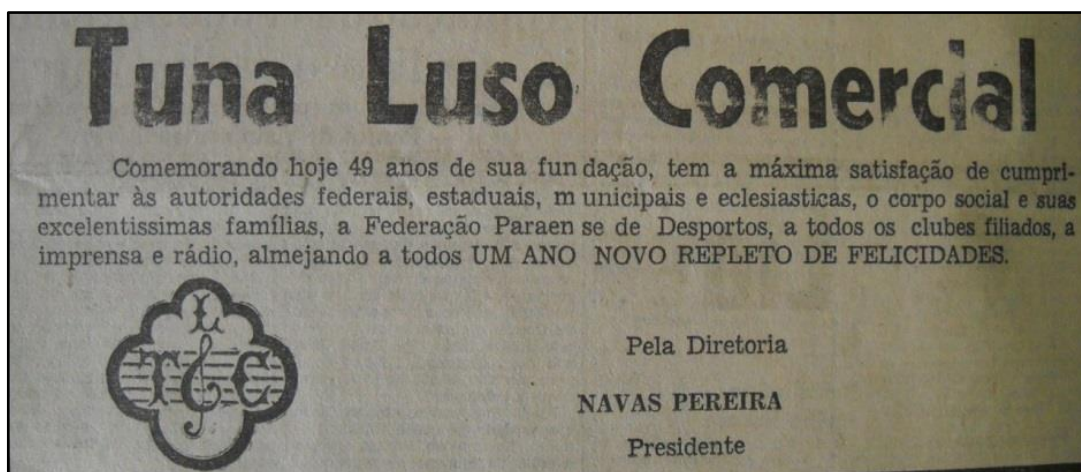 Tuna Luso Comercial
Comemorando hoje 49 anos de sua fun dação, tem a máxima satisfação de cumpri-
mentar às autoridades federais, estaduais, m unicipais e eclesiasticas, o corpo social e suas
excelentissimas famílias, a Federação Paraen se de Desportos, a todos os clubes filiados, a
imprensa e rádio, almejando a todos UM ANO NOVO REPLETO DE FELICIDADES.
L
T C
Pela Diretoria
NAVAS PEREIRA
Presidente